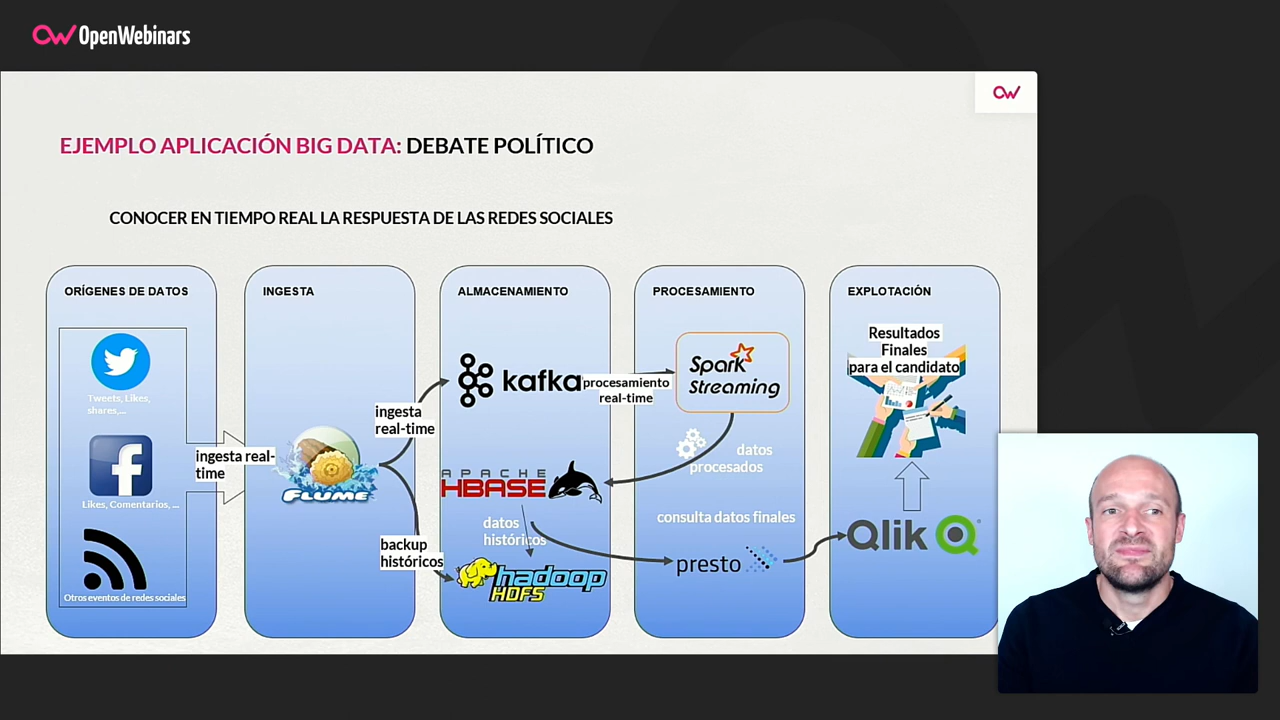 OpenWebinars
EJEMPLO APLICACIÓN BIG DATA: DEBATE POLÍTICO
CONOCER EN TIEMPO REAL LA RESPUESTA DE LAS REDES SOCIALES
ORÍGENES DE DATOS
Tweets, Likes,
shares,...
Likes, Comentarios, ...
Otros eventos de redes sociales
ingesta real-
time
INGESTA
FLUME
ingesta
real-time
backup
históricos
ALMACENAMIENTO
kafka
APACHE
HBASE
datos
históricos
hadoop
HDFS
procesamiento
real-time
PROCESAMIENTO
Spark
Streaming
datos
procesados
consulta datos finales
presto
EXPLOTACIÓN
Resultados
Finales
para el candidato
Qlik